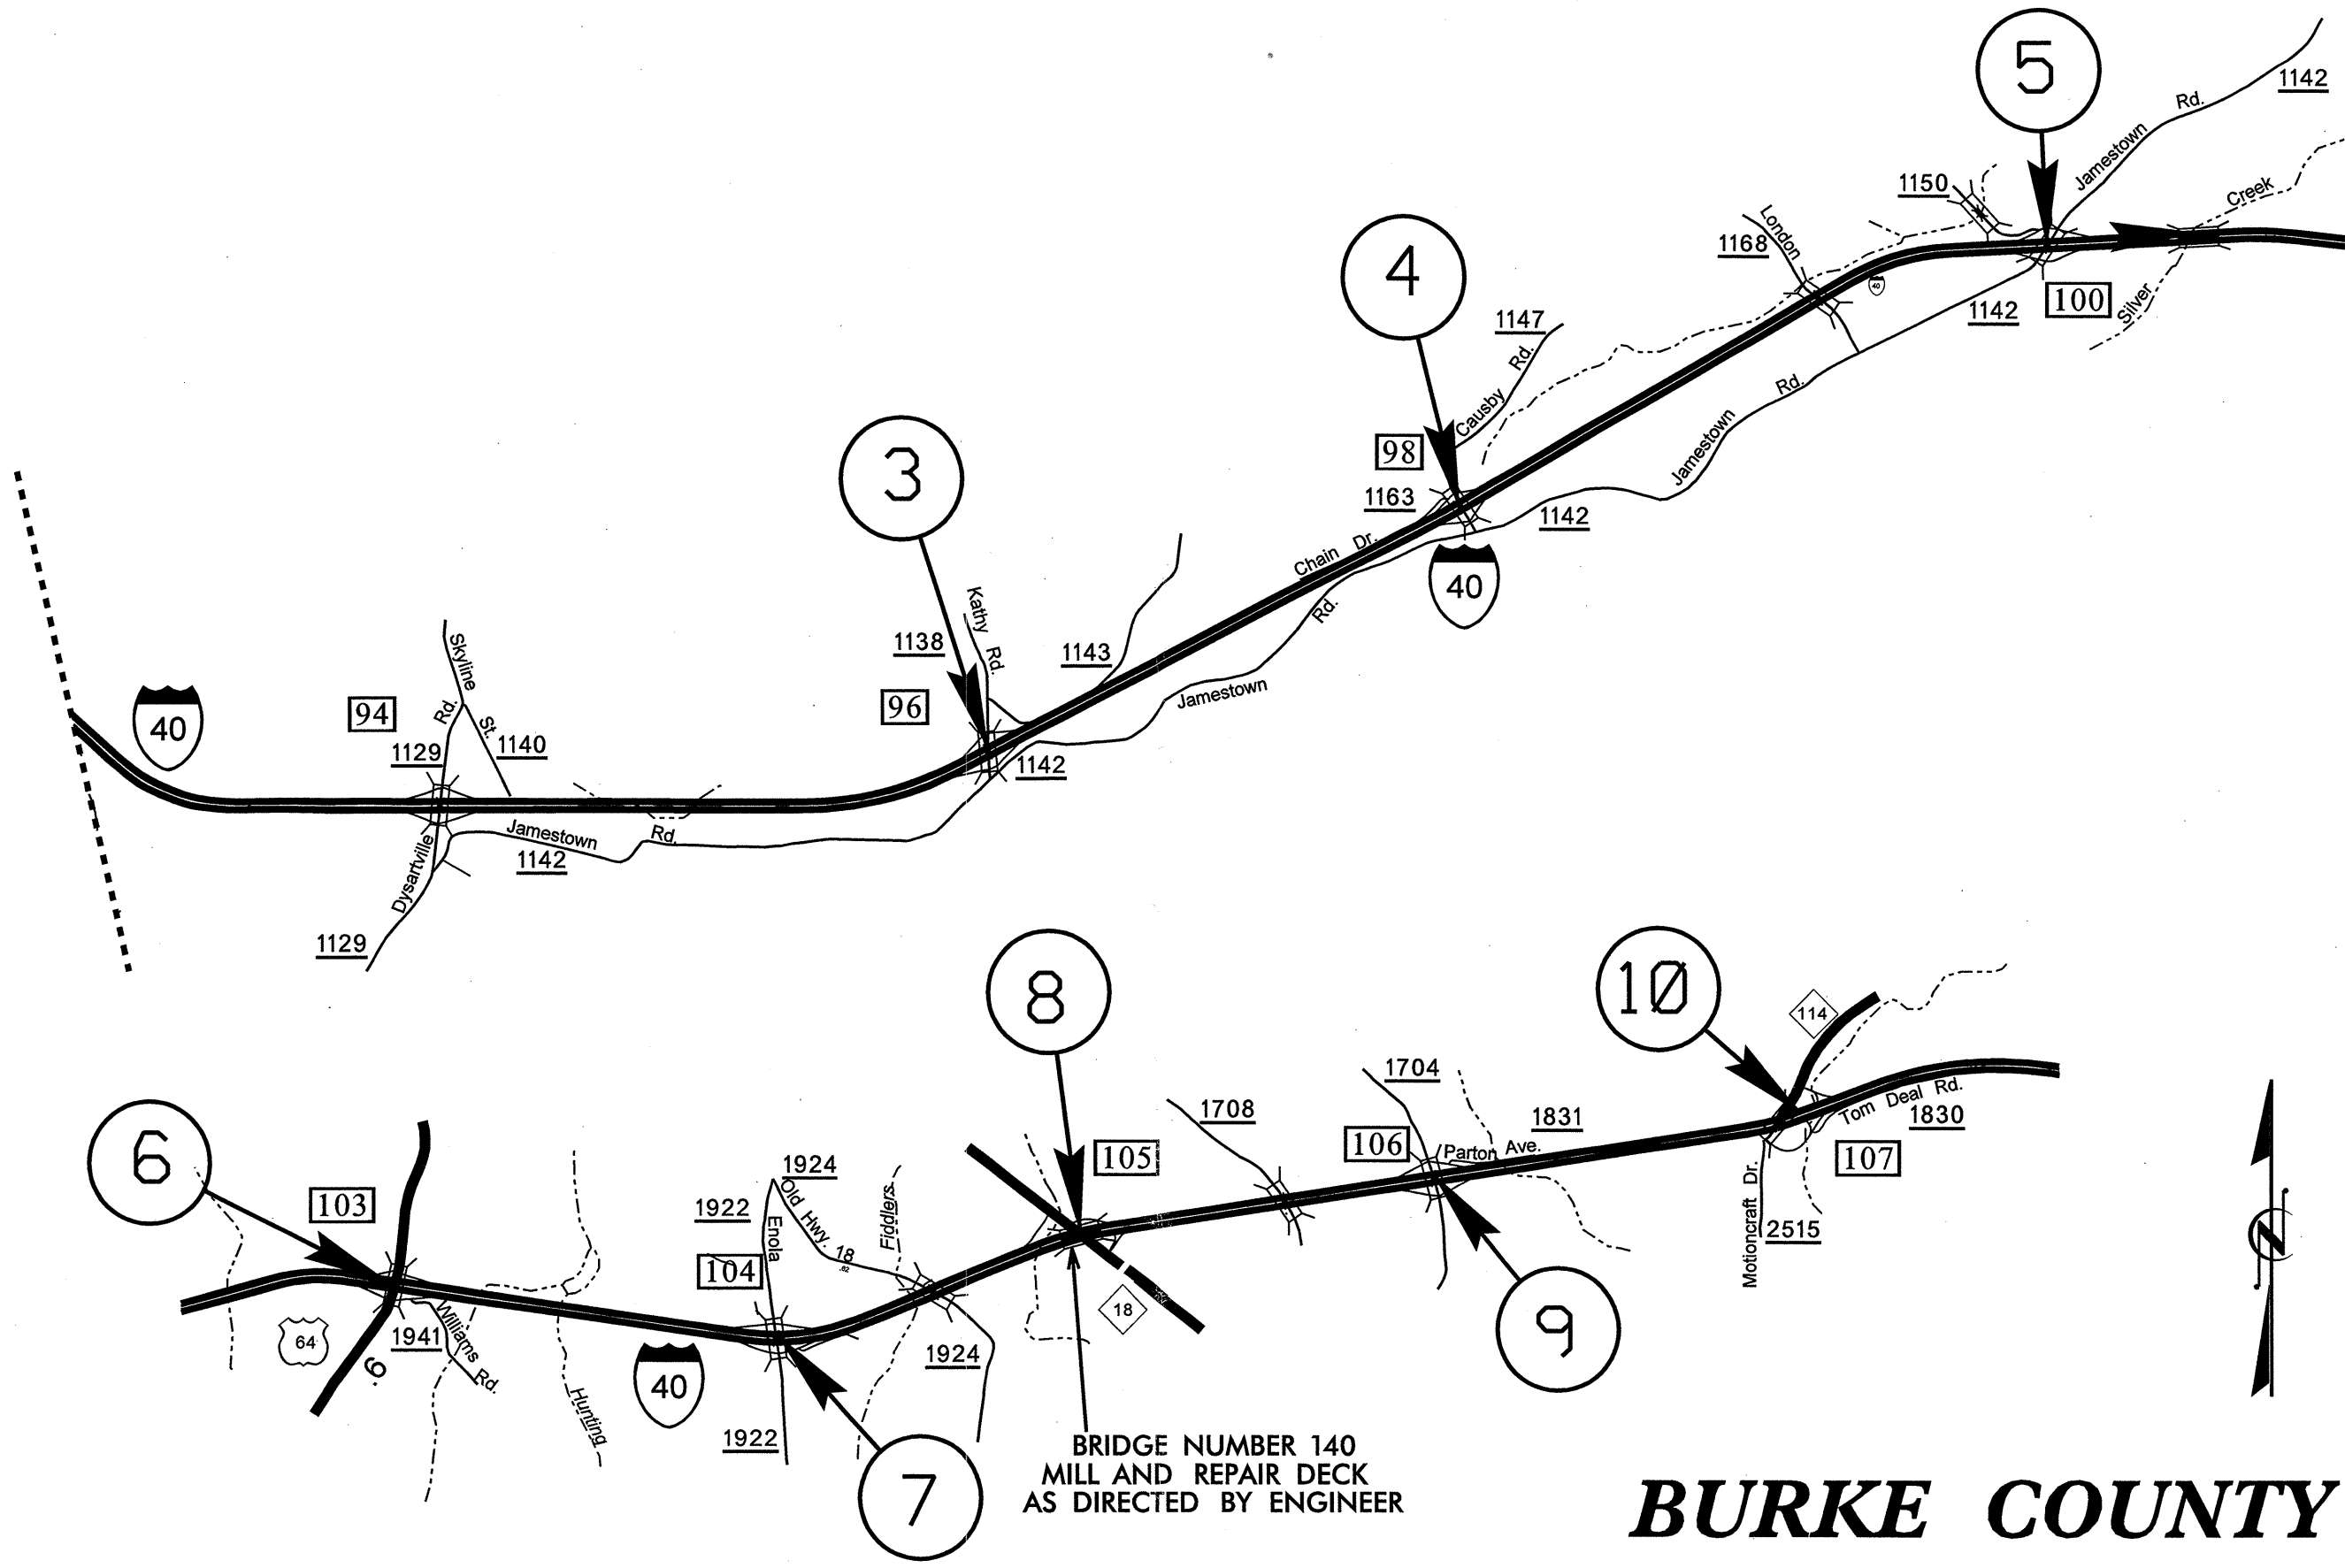 5
1142
Rd.
Jamestown
1150
Creek
London
1168
4
40
1142
100
Silver
1147
Rd.
Causby
Rd.
Jamestown
3
98
1163
1142
Chain Dr.
40
Kathy
Rd.
1138
1143
Rd.
Jamestown
96
1142
40
94
Skyline
Rd.
St.
1129
1140
Jamestown
Rd.
1142
Dysartville
1129
8
10
114
1704
1708
1831
Tom Deal Rd.
1830
6
105
106
Parton Ave.
107
103
1924
1922
Old Hwy. 18
.62
Enola
Fiddlers
Motioncraft Dr.
2515
104
N
18
9
64
1941
Williams
Rd.
.6
40
1924
Hunting
1922
7
BRIDGE NUMBER 140
MILL AND REPAIR DECK
AS DIRECTED BY ENGINEER
BURKE COUNTY